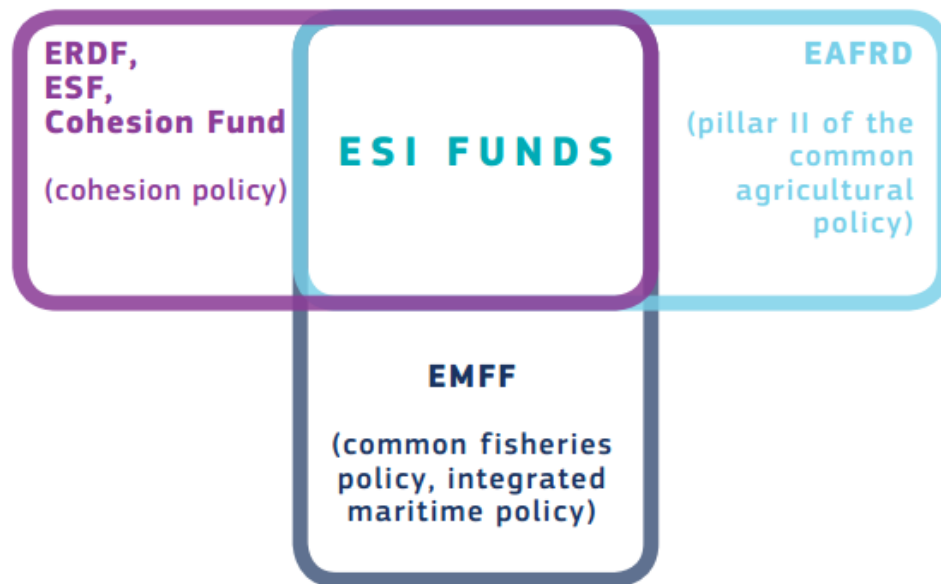 ERDF,
ESF,
Cohesion Fund
(cohesion policy)
ESI FUNDS
EAFRD
(pillar II of the
common
agricultural
policy)
EMFF
(common fisheries
policy, integrated
maritime policy)